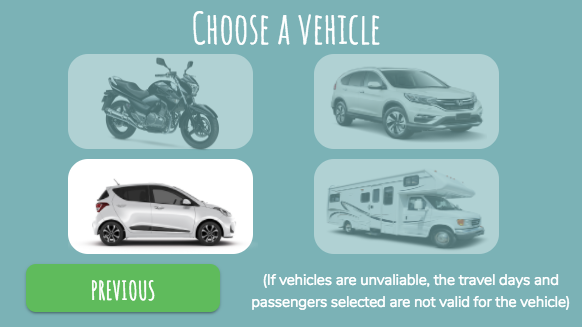 Choose a vehicle
PREVIOUS
(If vehicles are unvaliable, the travel days and
passengers selected are not valid for the vehicle)